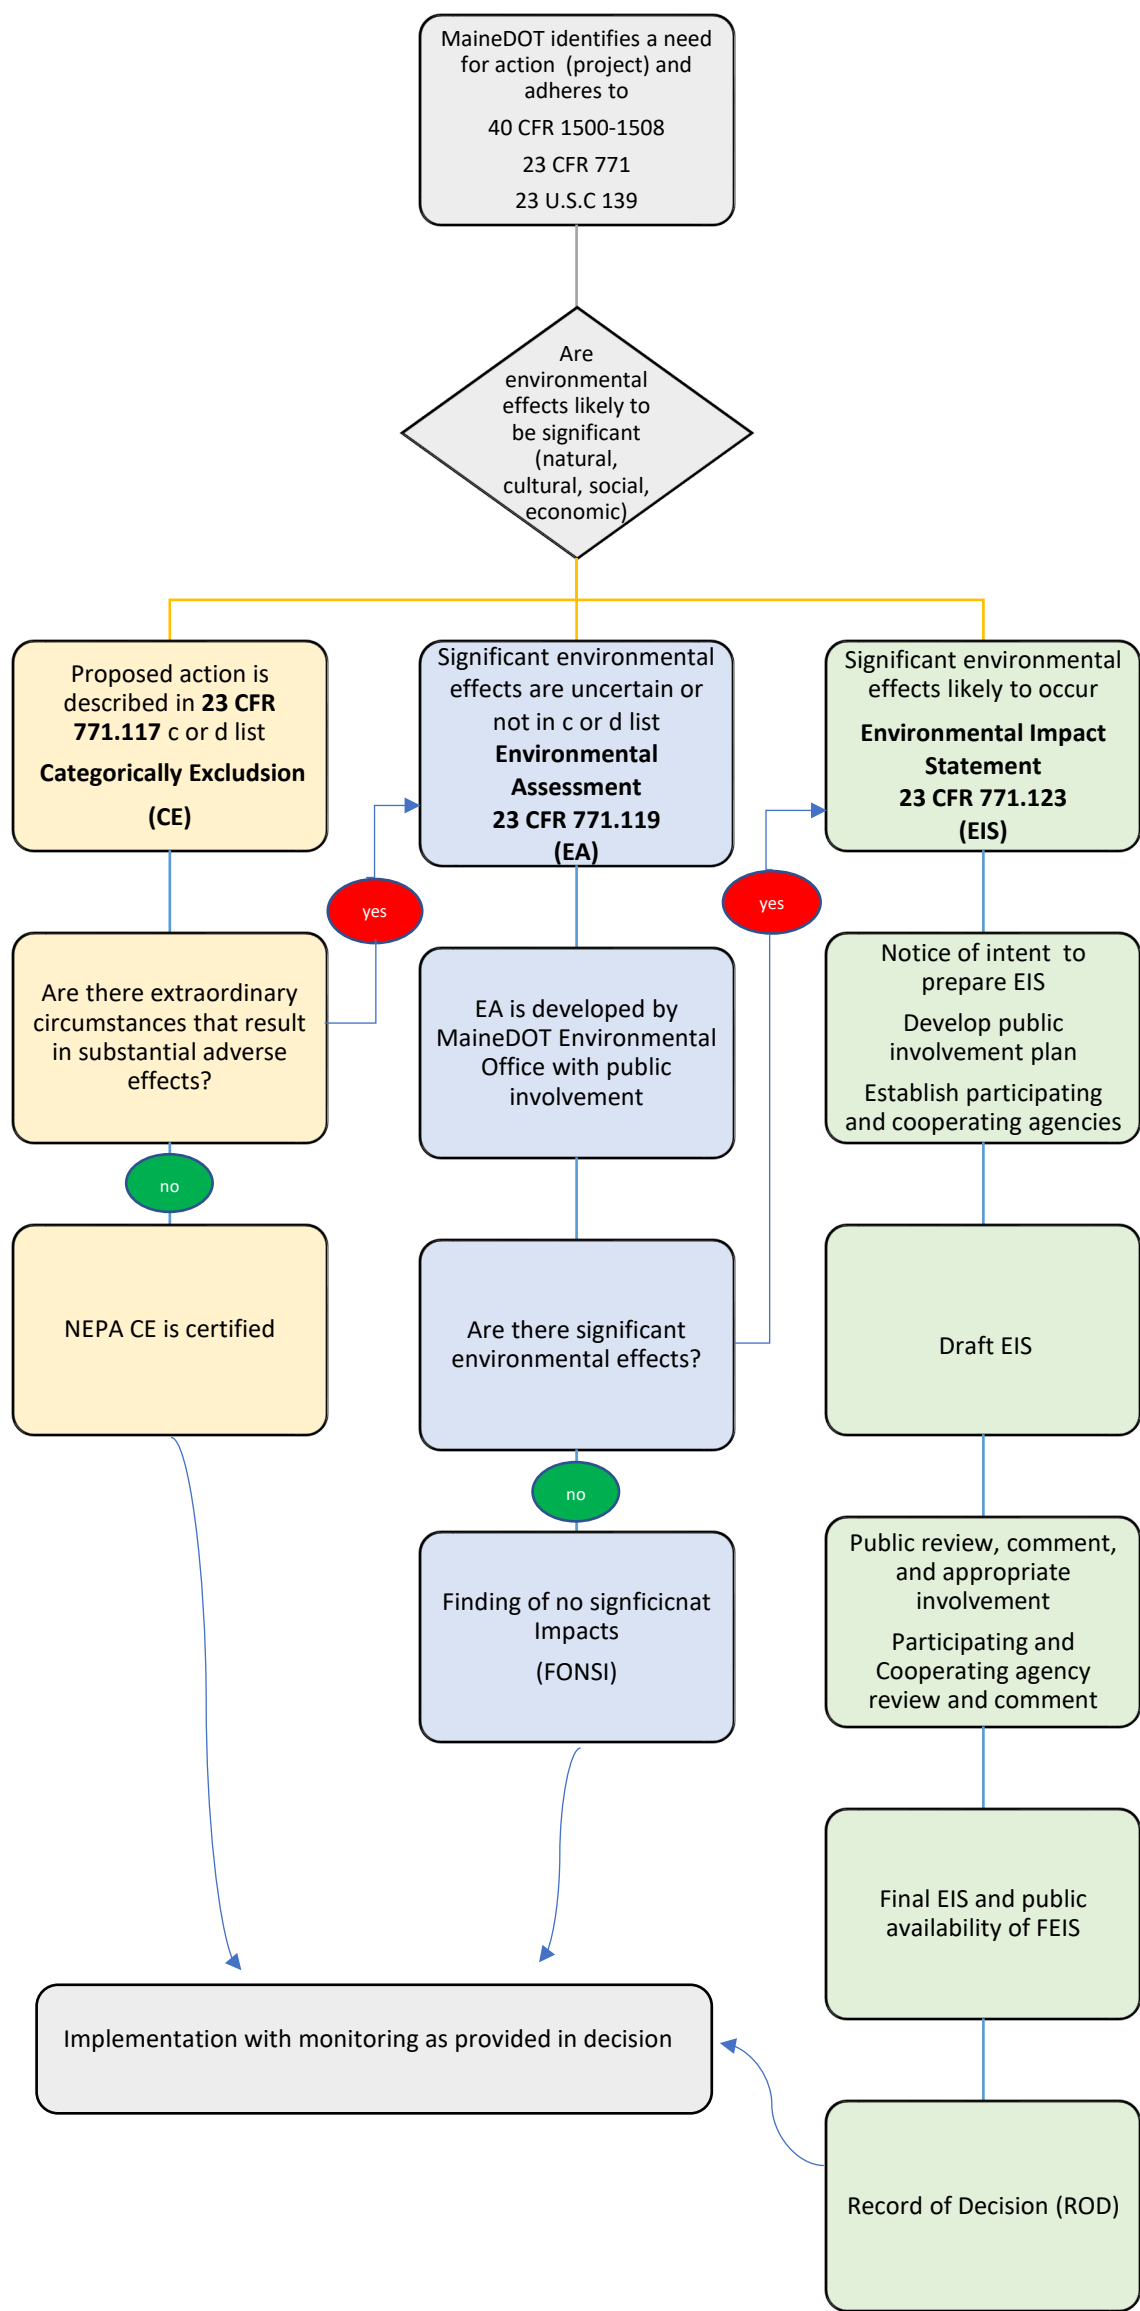 MaineDOT identifies a need
for action (project) and
adheres to
40 CFR 1500-1508
23 CFR 771
23 U.S.C 139
Are
environmental
effects likely to
be significant
(natural,
cultural, social,
economic)
Proposed action is
described in 23 CFR
771.117 c or d list
Categorically Excludsion
(CE)
Significant environmental
effects are uncertain or
not in c or d list
Environmental
Assessment
23 CFR 771.119
(EA)
Significant environmental
effects likely to occur
Environmental Impact
Statement
23 CFR 771.123
(EIS)
yes
yes
Are there extraordinary
circumstances that result
in substantial adverse
effects?
EA is developed by
MaineDOT Environmental
Office with public
involvement
Notice of intent to
prepare EIS
Develop public
involvement plan
Establish participating
and cooperating agencies
no
NEPA CE is certified
Are there significant
environmental effects?
Draft EIS
no
Finding of no signficicnat
Impacts
(FONSI)
Public review, comment,
and appropriate
involvement
Participating and
Cooperating agency
review and comment
Final EIS and public
availability of FEIS
Implementation with monitoring as provided in decision
Record of Decision (ROD)